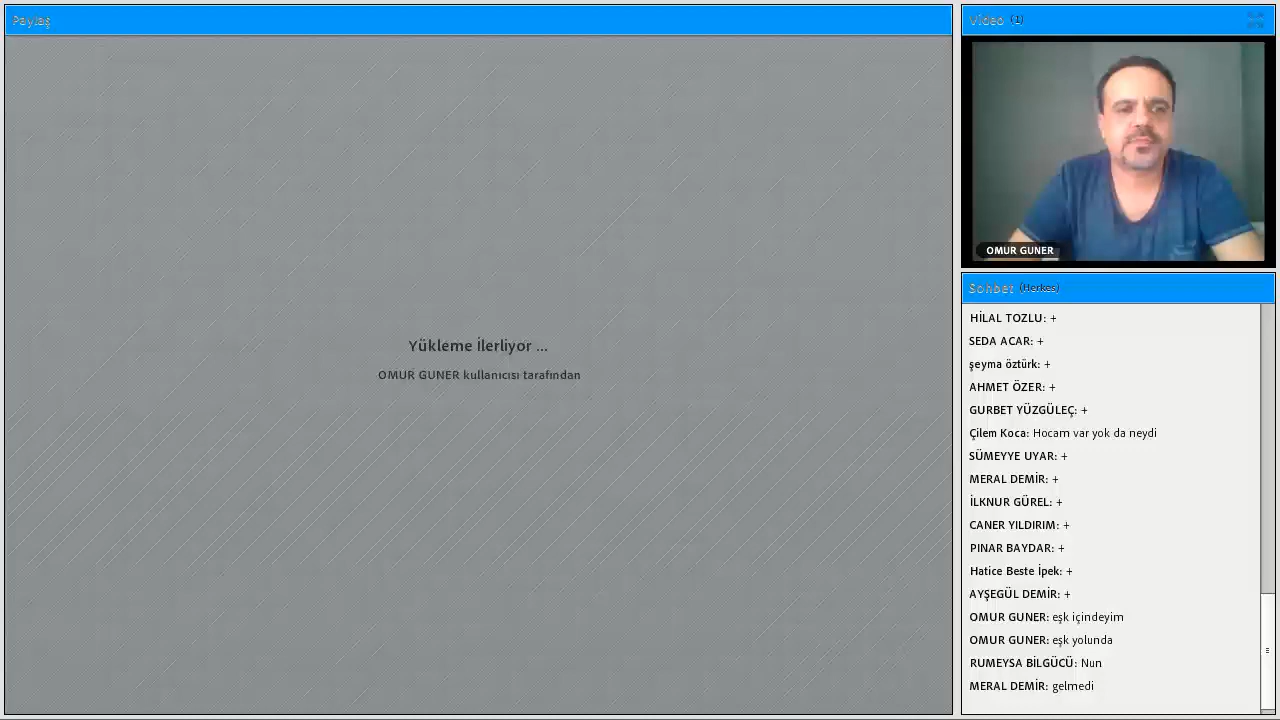 Paylaş
Yükleme İlerliyor ...
OMUR GUNER kullanıcısı tarafından
Video (1)
OMUR GUNER
Sohbet (Herkes)
HİLAL TOZLU: +
SEDA ACAR: +
şeyma öztürk: +
AHMET ÖZER: +
GURBET YÜZGÜLEÇ: +
Çilem Koca: Hocam var yok da neydi
SÜMEYYE UYAR: +
MERAL DEMİR: +
İLKNUR GÜREL: +
CANER YILDIRIM: +
PINAR BAYDAR: +
Hatice Beste İpek: +
AYŞEGÜL DEMİR: +
OMUR GUNER: eşk içindeyim
OMUR GUNER: eşk yolunda
RUMEYSA BİLGÜCÜ: Nun
MERAL DEMİR: gelmedi